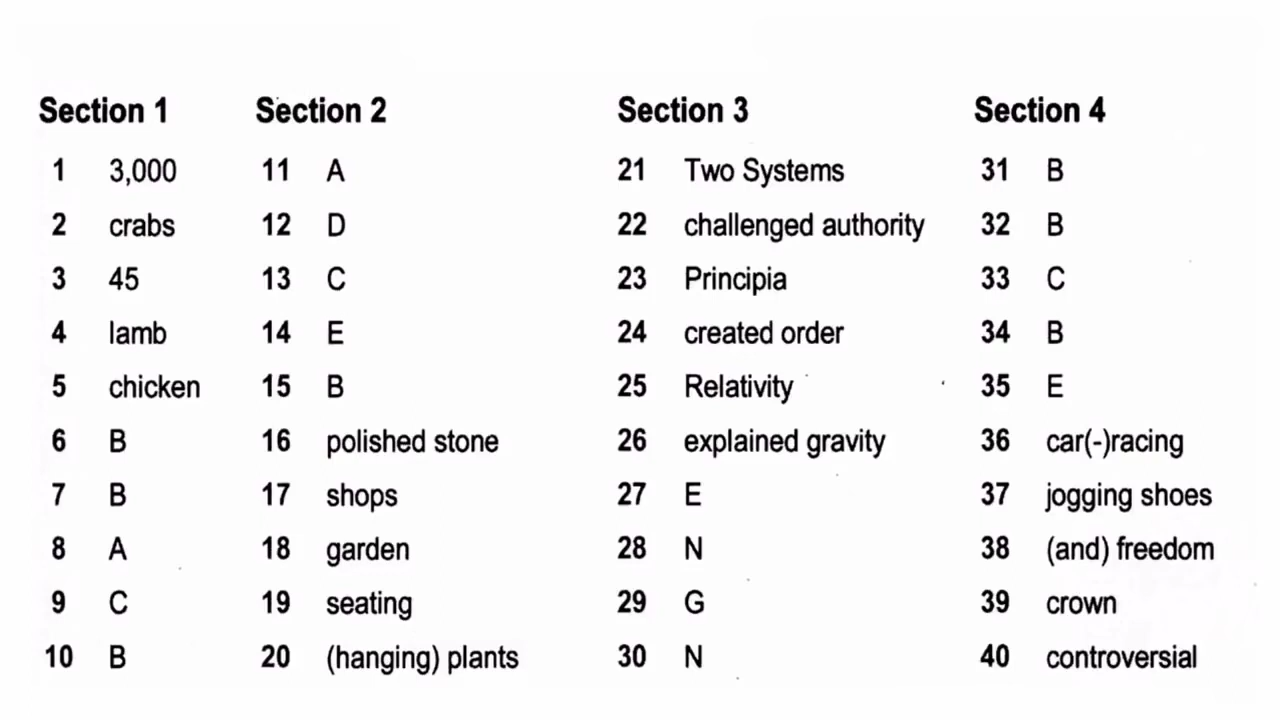 Section 1
1 3,000
2 crabs
3 45
4 lamb
5 chicken
6 B
7 B
8 A
9 C
10 B
Section 2
11 A
12 D
13 C
14 E
15 B
16 polished stone
17 shops
18 garden
19 seating
20 (hanging) plants
Section 3
21 Two Systems
22 challenged authority
23 Principia
24 created order
25 Relativity
26 explained gravity
27 E
28 N
29 G
30 N
Section 4
31 B
32 B
33 C
34 B
35 E
36 car(-)racing
37 jogging shoes
38 (and) freedom
39 crown
40 controversial